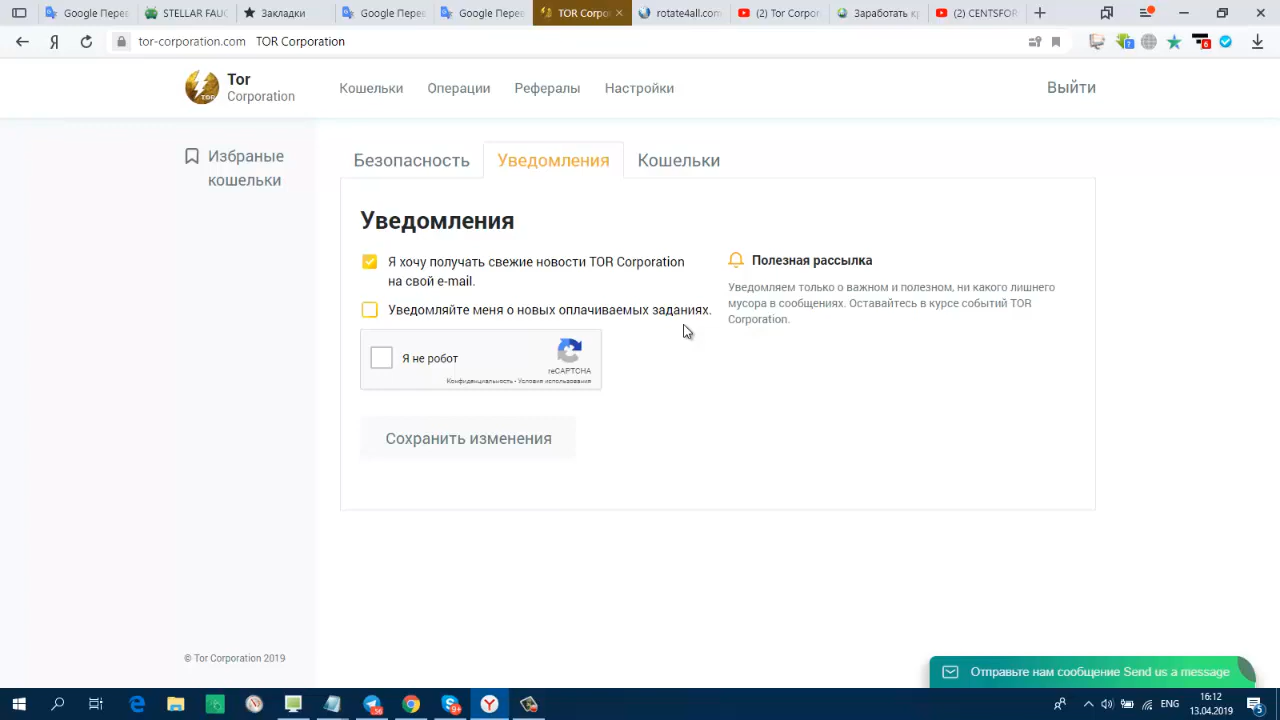 Google Пере
STELLAR FAUC
Закладки
Google Перев
Google Перев
TOR Corpo
rotate4all.com
(2) Tor Corpor
Заработать кр
(2) CENTSFOR
tor-corporation.com TOR Corporation
7
6
Tor
Corporation
Кошельки
Операции
Рефералы
Настройки
Выйти
Избраные
кошельки
Безопасность
Уведомления
Кошельки
Уведомления
Я хочу получать свежие новости TOR Corporation
на свой e-mail.
Уведомляйте меня о новых оплачиваемых заданиях.
Я не робот
reCAPTCHA
Конфиденциальность • Условия использования
Сохранить изменения
Полезная рассылка
Уведомляем только о важном и полезном, ни какого лишнего
мусора в сообщениях. Оставайтесь в курсе событий TOR
Corporation.
© Tor Corporation 2019
Отправьте нам сообщение Send us a message
ENG
16:12
13.04.2019